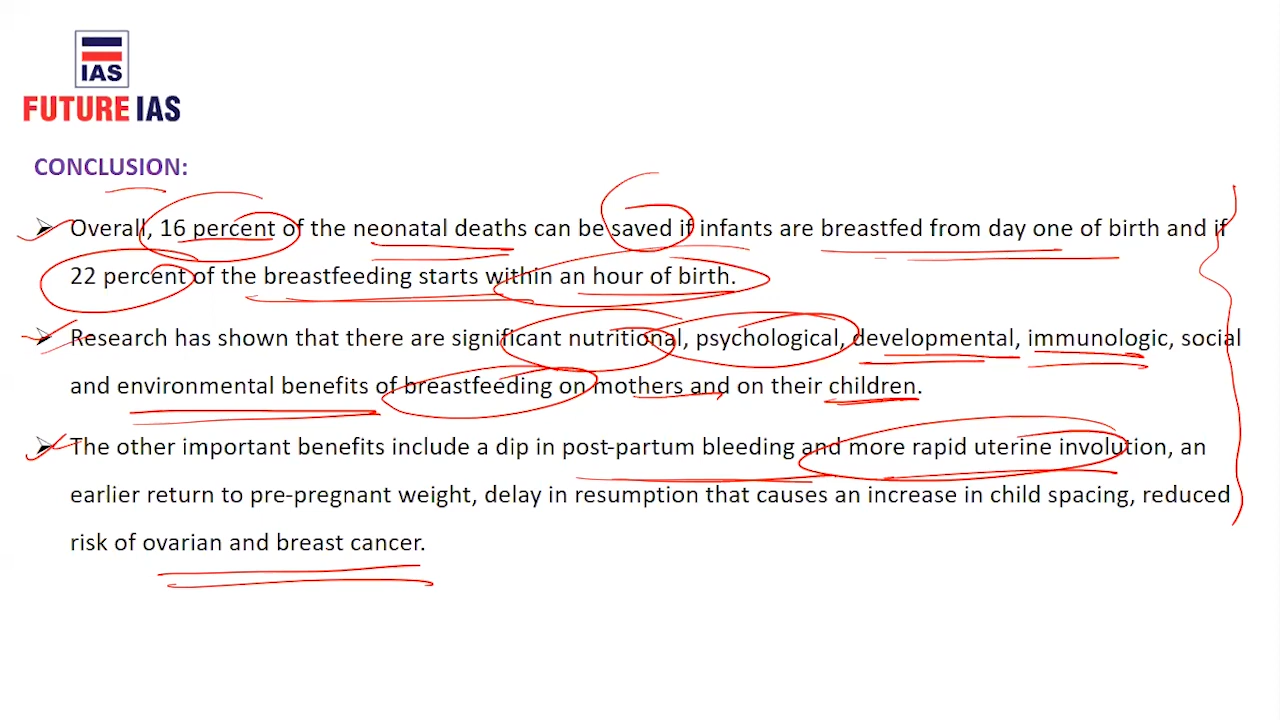 IAS
FUTURE IAS
CONCLUSION:
Overall, 16 percent of the neonatal deaths can be saved if infants are breastfed from day one of birth and if
22 percent of the breastfeeding starts within an hour of birth.
Research has shown that there are significant nutritional, psychological, developmental, immunologic, social
and environmental benefits of breastfeeding on mothers and on their children.
The other important benefits include a dip in post-partum bleeding and more rapid uterine involution, an
earlier return to pre-pregnant weight, delay in resumption that causes an increase in child spacing, reduced
risk of ovarian and breast cancer.